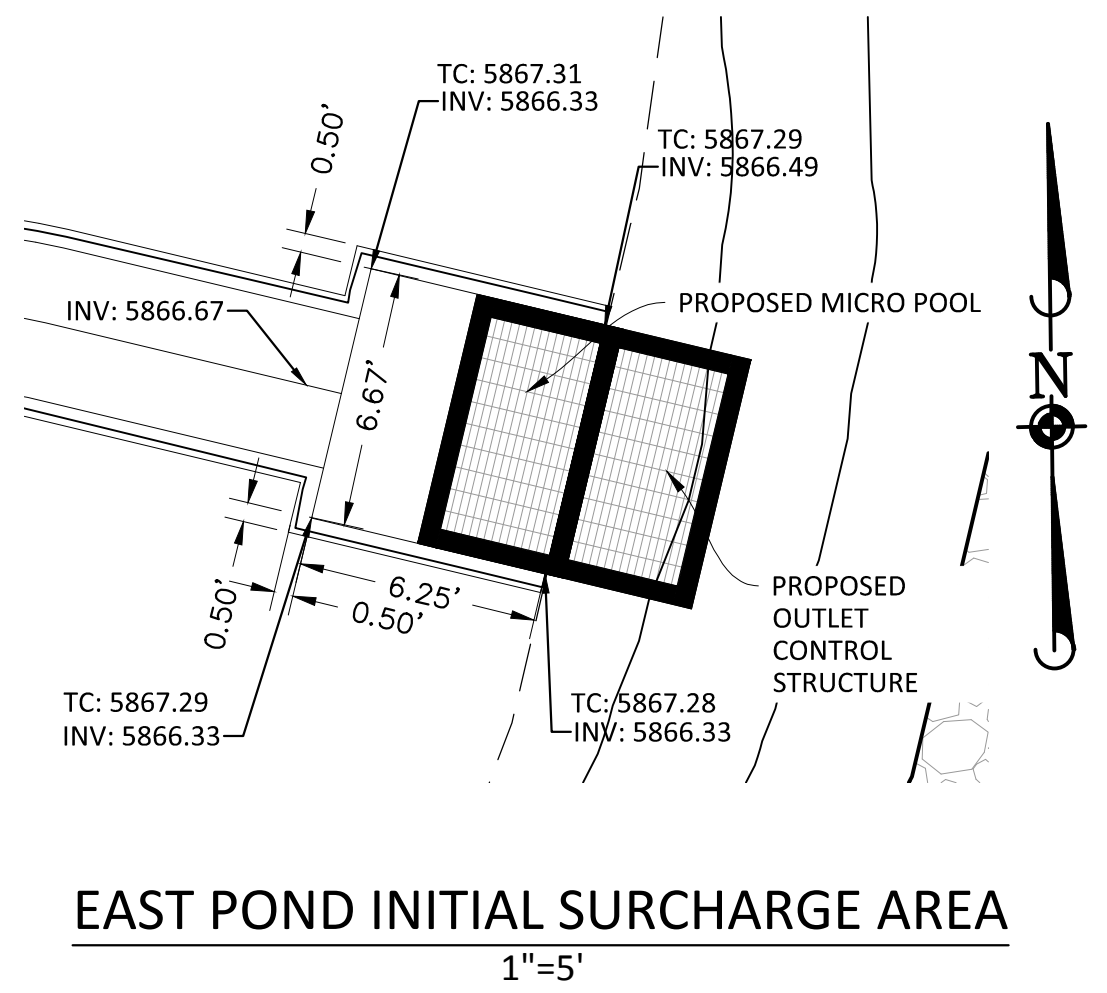 TC: 5867.31
INV: 5866.33
0.50’
TC: 5867.29
INV: 5866.49
INV: 5866.67
PROPOSED MICRO POOL
6.67’
N
6.25’
0.50’
0.50’
PROPOSED
OUTLET
CONTROL
STRUCTURE
TC: 5867.29
INV: 5866.33
TC: 5867.28
INV: 5866.33
EAST POND INITIAL SURCHARGE AREA
1"=5'